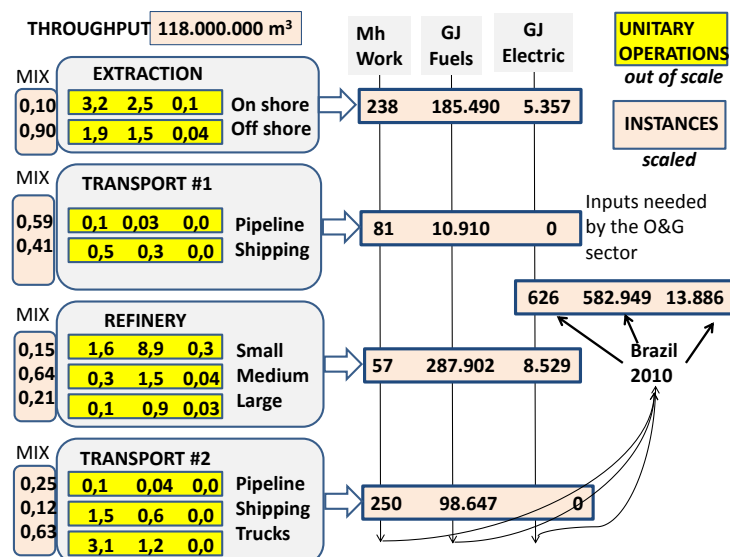 THROUGHPUT 118.000.000 m³
Mh Work
GJ Fuels
GJ Electric
UNITARY OPERATIONS
out of scale
INSTANCES
scaled
MIX
0,10
0,90
EXTRACTION
3,2 2,5 0,1 On shore
1,9 1,5 0,04 Off shore
238 185.490 5.357
MIX
0,59
0,41
TRANSPORT #1
0,1 0,03 0,0 Pipeline
0,5 0,3 0,0 Shipping
81 10.910 0
Inputs needed
by the O&G
sector
626 582.949 13.886
Brazil
2010
MIX
0,15
0,64
0,21
REFINERY
1,6 8,9 0,3 Small
0,3 1,5 0,04 Medium
0,1 0,9 0,03 Large
57 287.902 8.529
MIX
0,25
0,12
0,63
TRANSPORT #2
0,1 0,04 0,0 Pipeline
1,5 0,6 0,0 Shipping
3,1 1,2 0,0 Trucks
250 98.647 0